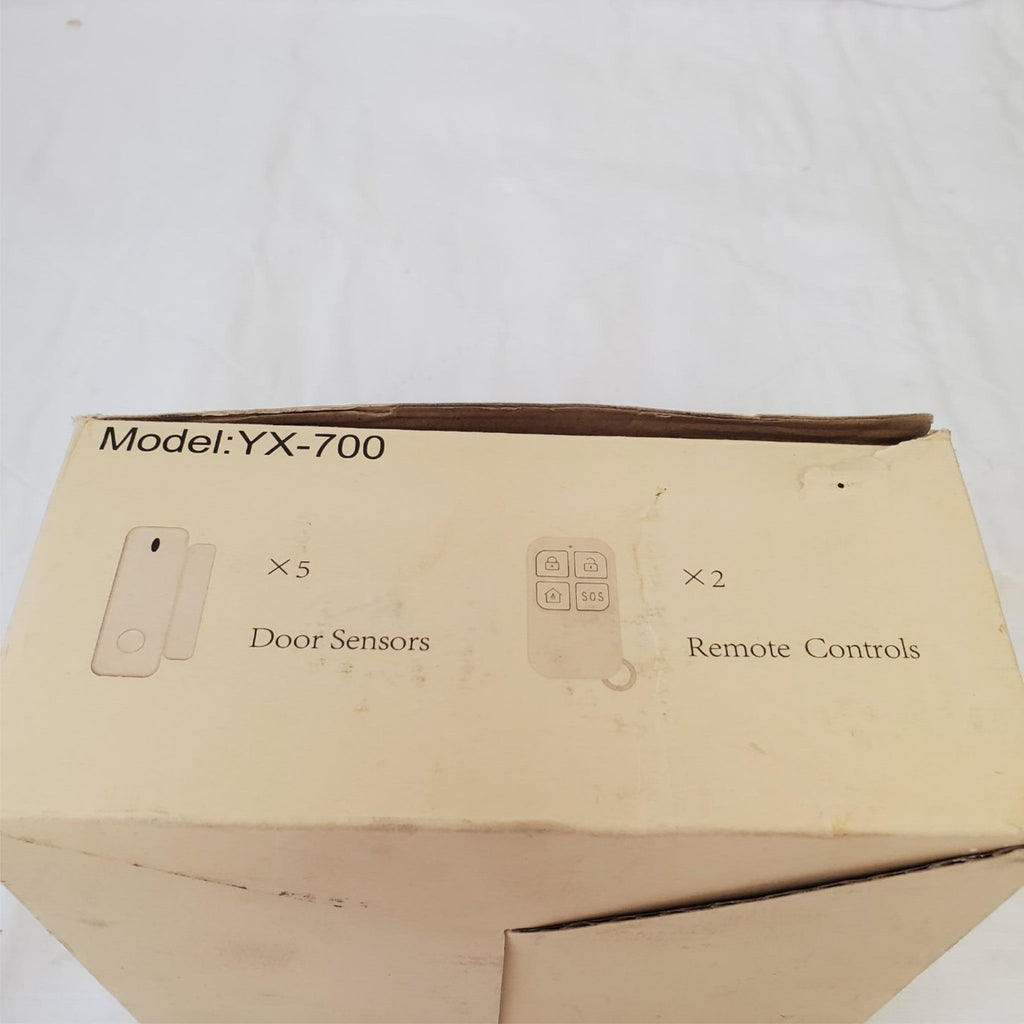 Model:YX-700
×5
Door Sensors
SOS
×2
Remote Controls